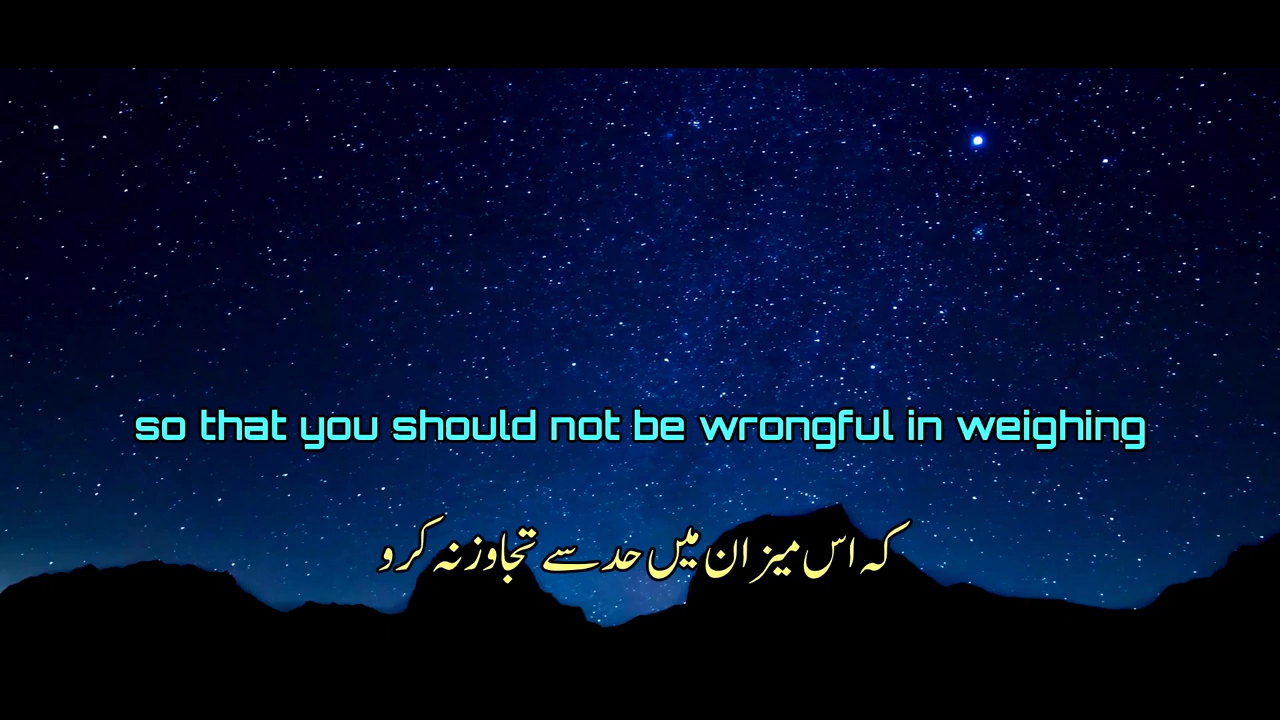 so that you should not be wrongful in weighing
کہ اس میزان میں حد سے تجاوز نہ کرو